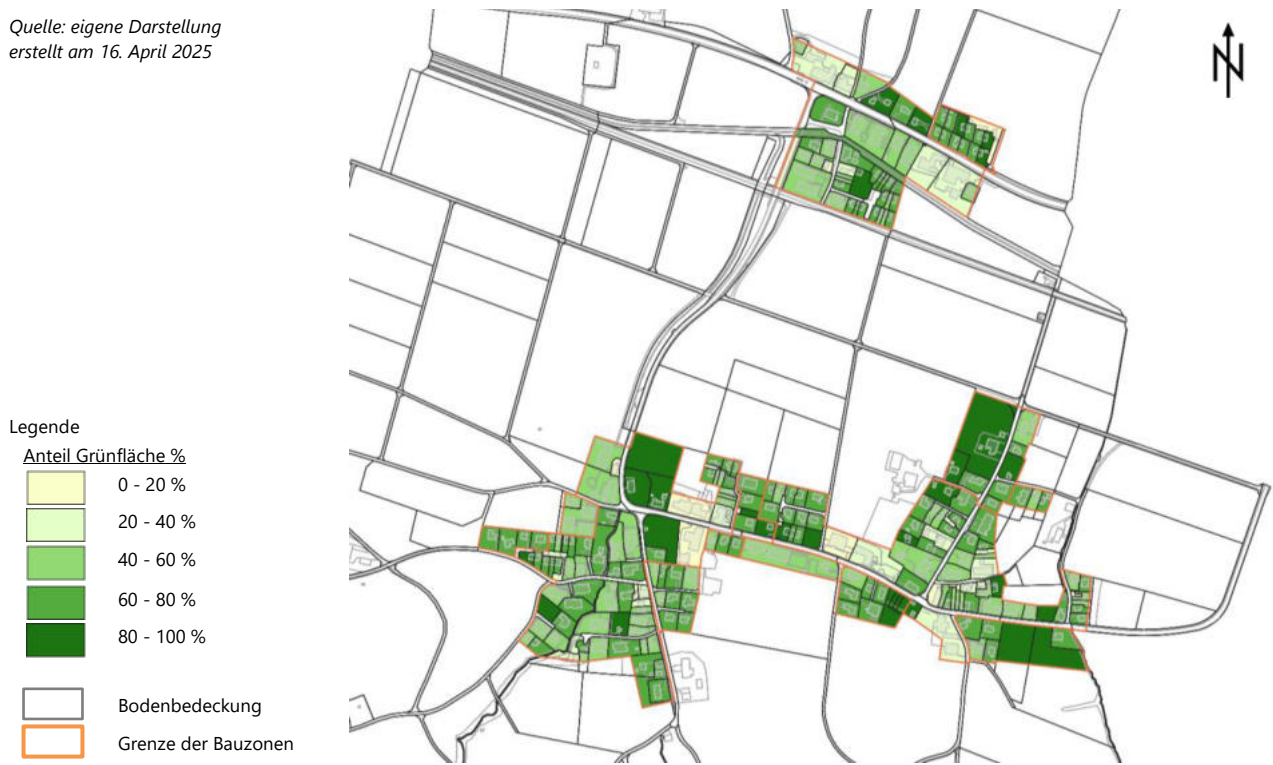 Quelle: eigene Darstellung
erstellt am 16. April 2025
N
Legende
Anteil Grünfläche %
0 - 20 %
20 - 40 %
40 - 60 %
60 - 80 %
80 - 100 %
Bodenbedeckung
Grenze der Bauzonen